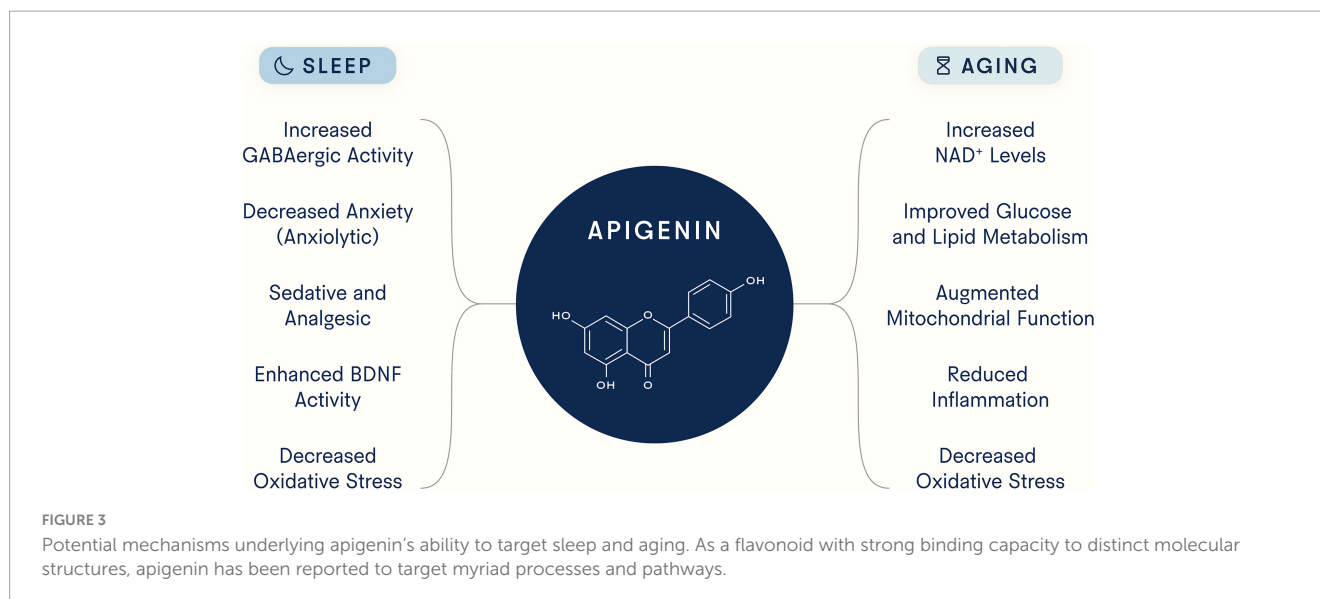 SLEEP
Increased
GABAergic Activity
Decreased Anxiety
(Anxiolytic)
Sedative and
Analgesic
Enhanced BDNF
Activity
Decreased
Oxidative Stress
APIGENIN
OH
HO
O
OH
O
AGING
Increased
NAD⁺ Levels
Improved Glucose
and Lipid Metabolism
Augmented
Mitochondrial Function
Reduced
Inflammation
Decreased
Oxidative Stress
FIGURE 3
Potential mechanisms underlying apigenin’s ability to target sleep and aging. As a flavonoid with strong binding capacity to distinct molecular
structures, apigenin has been reported to target myriad processes and pathways.